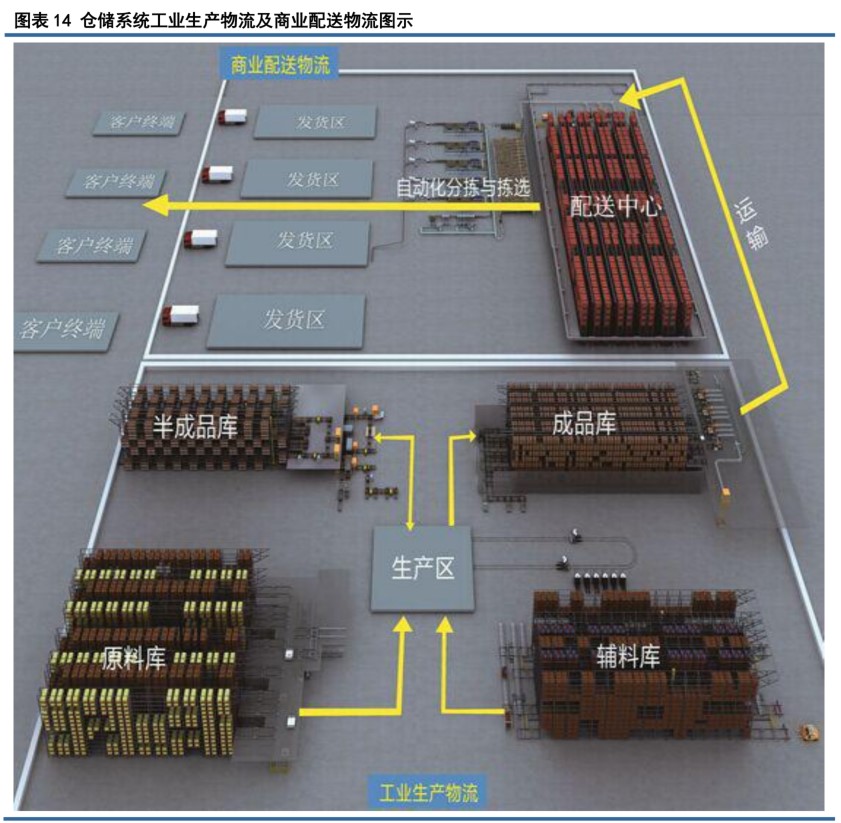 图表 14 仓储系统工业生产物流及商业配送物流图示
商业配送物流
客户终端
发货区
客户终端
发货区
自动化分拣与拣选
配送中心
运输
客户终端
发货区
客户终端
发货区
半成品库
成品库
生产区
原料库
辅料库
工业生产物流